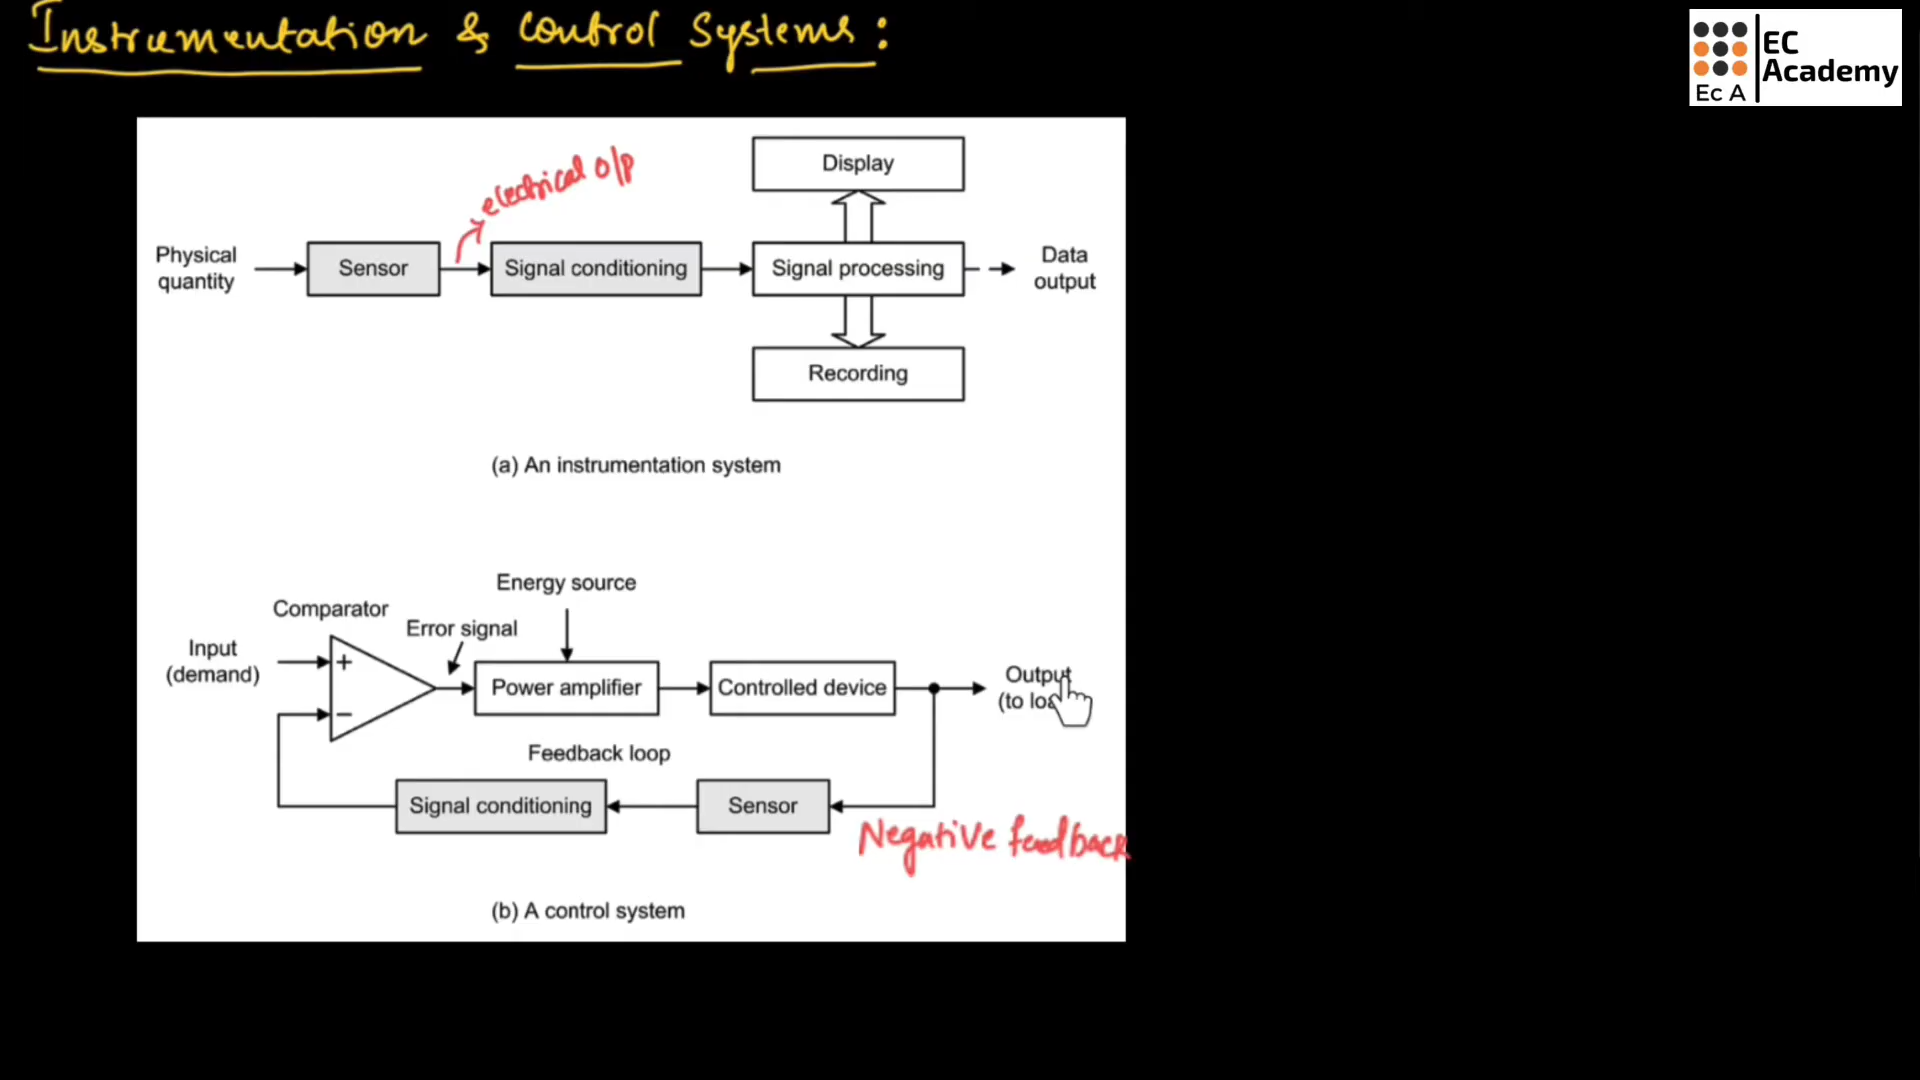 Instrumentation & Control Systems:
EC
Academy
Ec A
Display
electrical o/p
Physical
quantity
Sensor
Signal conditioning
Signal processing
Data
output
Recording
(a) An instrumentation system
Energy source
Comparator
Error signal
Input
(demand)
+
Power amplifier
Controlled device
Output
(to
−
Feedback loop
Signal conditioning
Sensor
Negative feedback
(b) A control system